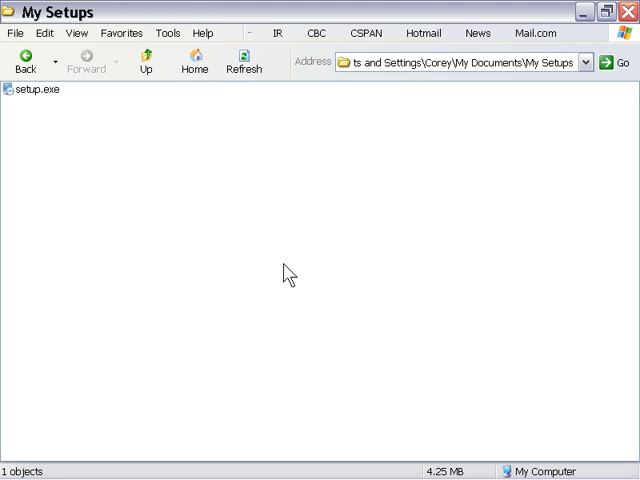 My Setups
File Edit View Favorites Tools Help - IR CBC CSPAN Hotmail News Mail.com
Back Forward Up Home Refresh Address ts and Settings\Corey\My Documents\My Setups Go
setup.exe
1 objects 4.25 MB My Computer